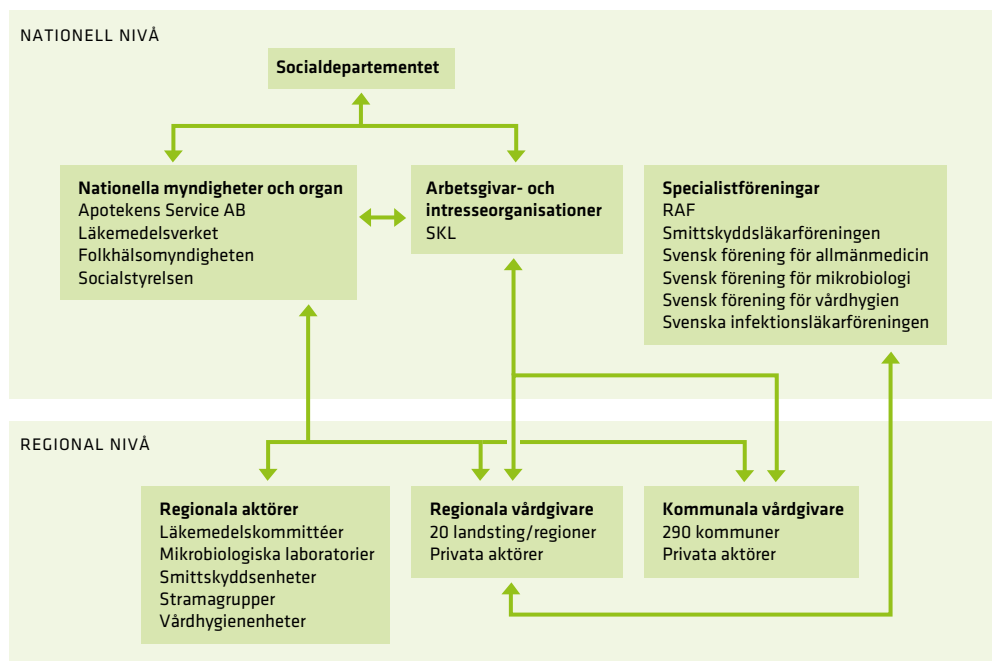 NATIONELL NIVÅ
Socialdepartementet
Nationella myndigheter och organ
Apotekens Service AB
Läkemedelsverket
Folkhälsomyndigheten
Socialstyrelsen
Arbetsgivar- och
intresseorganisationer
SKL
Specialistföreningar
RAF
Smittskyddsläkarföreningen
Svensk förening för allmänmedicin
Svensk förening för mikrobiologi
Svensk förening för vårdhygien
Svenska infektionsläkarföreningen
REGIONAL NIVÅ
Regionala aktörer
Läkemedelskommittéer
Mikrobiologiska laboratorier
Smittskyddsenheter
Stramagrupper
Vårdhygienenheter
Regionala vårdgivare
20 landsting/regioner
Privata aktörer
Kommunala vårdgivare
290 kommuner
Privata aktörer